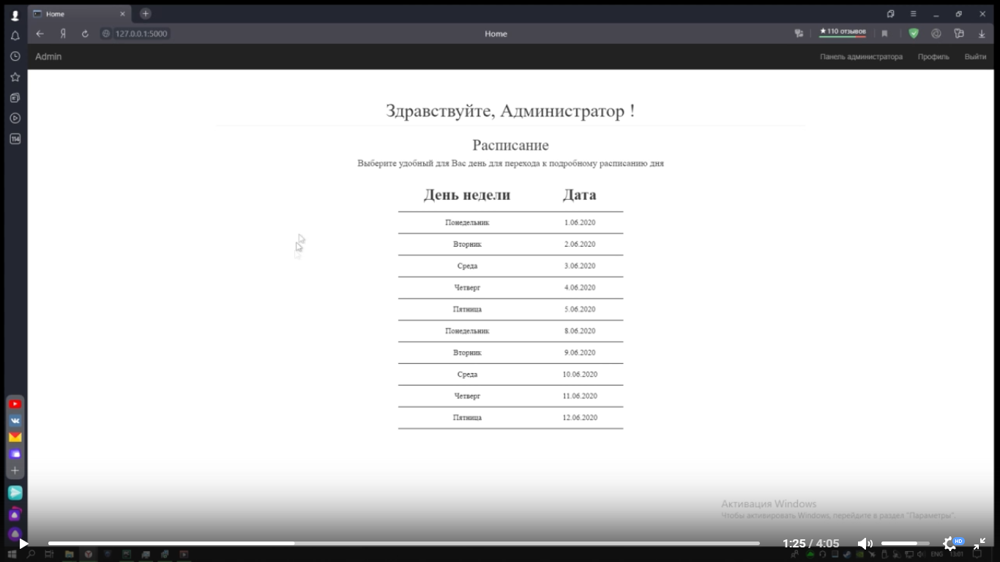 Home
127.0.0.1:5000
Home
★110 отзывов
Admin
Панель администратора
Профиль
Выйти
114
Здравствуйте, Администратор !
Расписание
Выберите удобный для Вас день для перехода к подробному расписанию дня
День недели Дата
Понедельник 1.06.2020
Вторник 2.06.2020
Среда 3.06.2020
Четверг 4.06.2020
Пятница 5.06.2020
Понедельник 8.06.2020
Вторник 9.06.2020
Среда 10.06.2020
Четверг 11.06.2020
Пятница 12.06.2020
Активация Windows
Чтобы активировать Windows, перейдите в раздел "Параметры".
1:25 / 4:05
HD
ENG